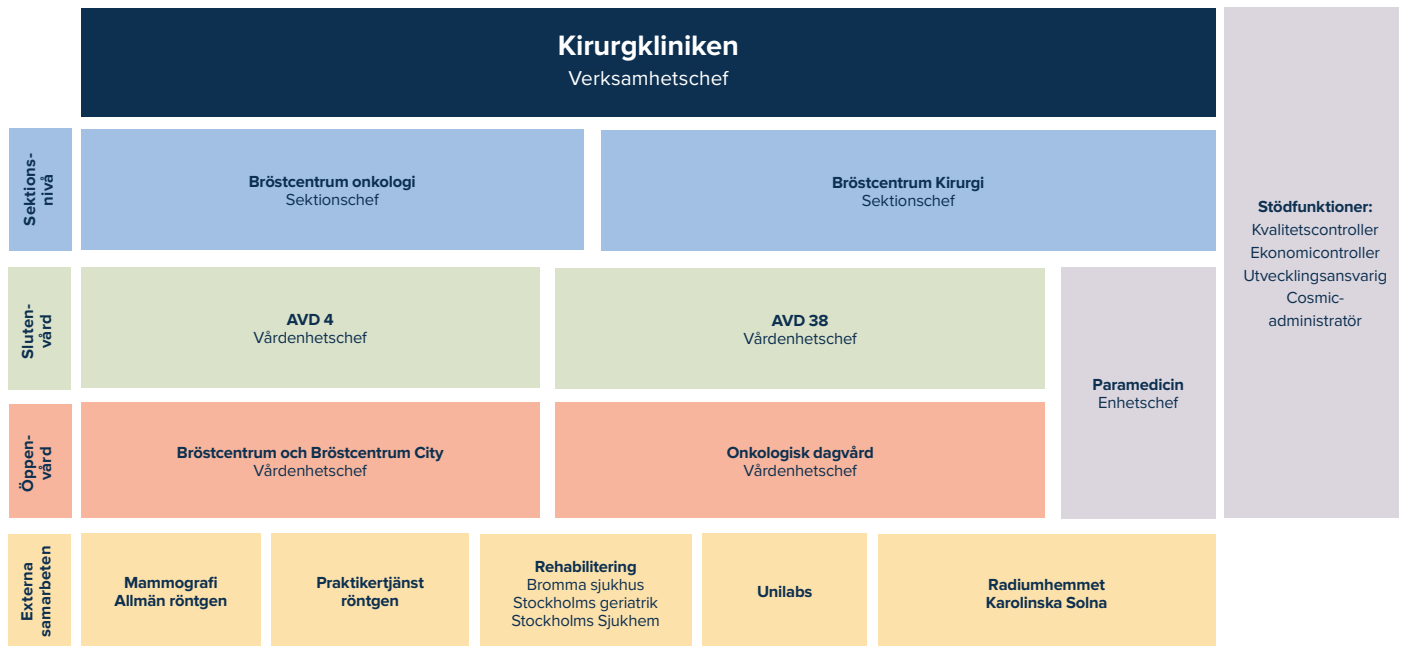 Kirurgkliniken
Verksamhetschef
Sektions-
nivå
Bröstcentrum onkologi
Sektionschef
Bröstcentrum Kirurgi
Sektionschef
Stödfunktioner:
Kvalitetscontroller
Ekonomicontroller
Utvecklingsansvarig
Cosmic-
administratör
Sluten-
vård
AVD 4
Vårdenhetschef
AVD 38
Vårdenhetschef
Paramedicin
Enhetschef
Öppen-
vård
Bröstcentrum och Bröstcentrum City
Vårdenhetschef
Onkologisk dagvård
Vårdenhetschef
Externa
samarbeten
Mammografi
Allmän röntgen
Praktikertjänst
röntgen
Rehabilitering
Bromma sjukhus
Stockholms geriatrik
Stockholms Sjukhem
Unilabs
Radiumhemmet
Karolinska Solna